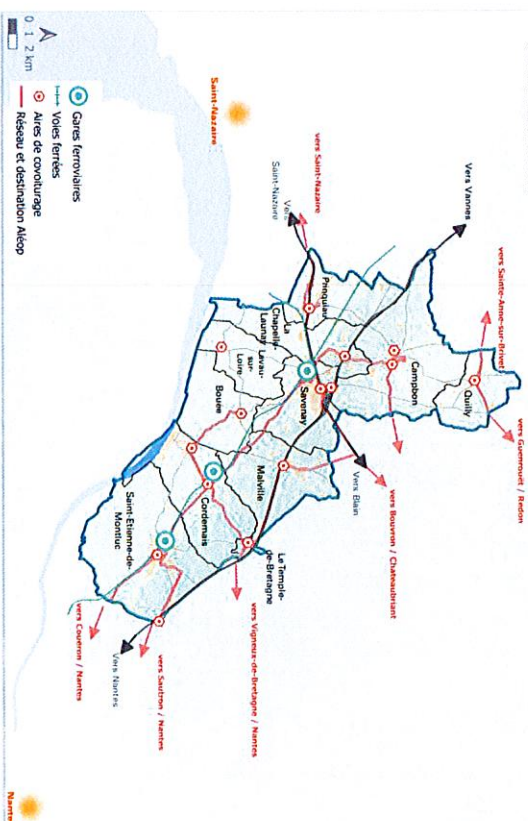 vers Sainte-Anne-sur-Brivet
vers Guenrouët / Redon
Quilly
Vers Vannes
Campbon
vers Bouvron / Chateaubriant
Vers Blain
vers Saint-Nazaire
Vers
Saint-Nazaire
Prinquiau
La
Chapelle-
Launay
Lavau-
sur-
Loire
Savenay
Malville
Bouée
Le Temple-
de-Bretagne
Cordemais
vers Vigneux-de-Bretagne / Nantes
Saint-Etienne-de-
Montluc
vers Sautron / Nantes
Vers Nantes
vers Couëron / Nantes
Saint-Nazaire
Nante
Gares ferroviaires
Voies ferrées
Aires de covoiturage
Réseau et destination Aléop
0 1 2 km